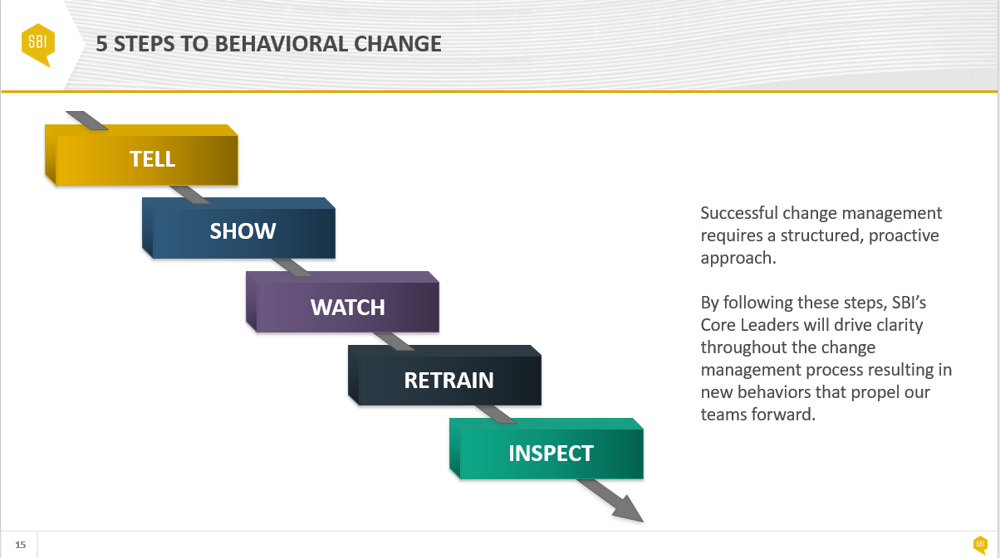 SBI
5 STEPS TO BEHAVIORAL CHANGE
TELL
SHOW
WATCH
RETRAIN
INSPECT
Successful change management
requires a structured, proactive
approach.
By following these steps, SBI’s
Core Leaders will drive clarity
throughout the change
management process resulting in
new behaviors that propel our
teams forward.
15
SBI